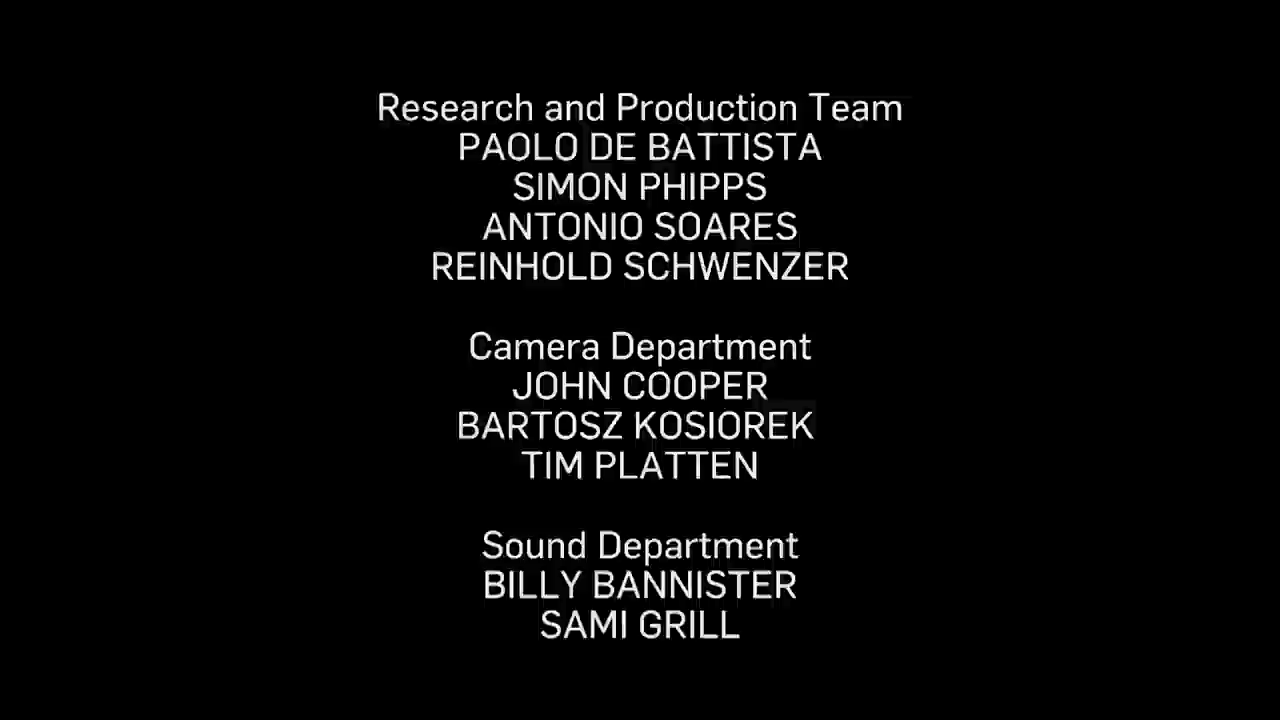 Research and Production Team
PAOLO DE BATTISTA
SIMON PHIPPS
ANTONIO SOARES
REINHOLD SCHWENZER
Camera Department
JOHN COOPER
BARTOSZ KOSIOREK
TIM PLATTEN
Sound Department
BILLY BANNISTER
SAMI GRILL